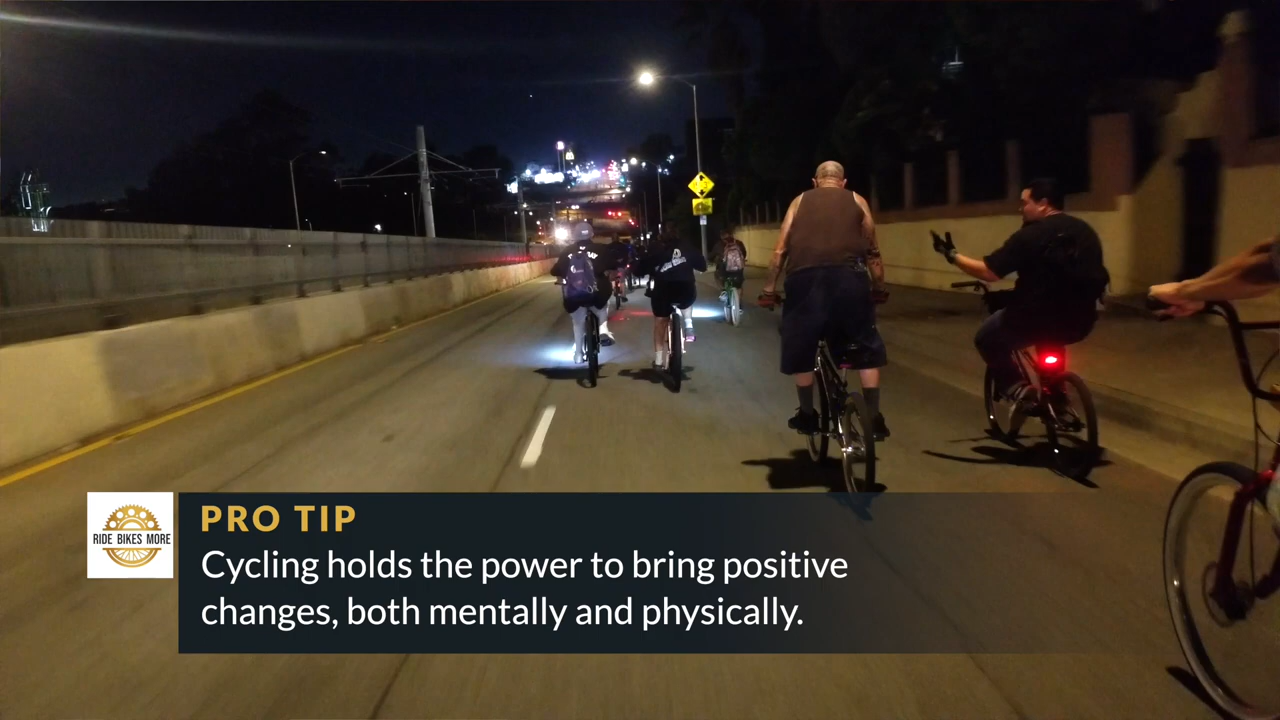 RIDE BIKES MORE
PRO TIP
Cycling holds the power to bring positive
changes, both mentally and physically.